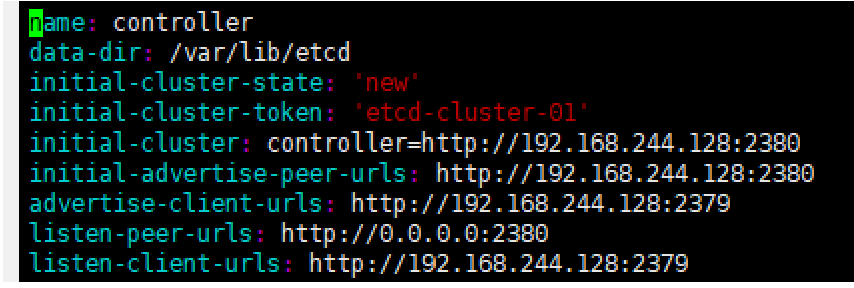 name: controller
data-dir: /var/lib/etcd
initial-cluster-state: 'new'
initial-cluster-token: 'etcd-cluster-01'
initial-cluster: controller=http://192.168.244.128:2380
initial-advertise-peer-urls: http://192.168.244.128:2380
advertise-client-urls: http://192.168.244.128:2379
listen-peer-urls: http://0.0.0.0:2380
listen-client-urls: http://192.168.244.128:2379